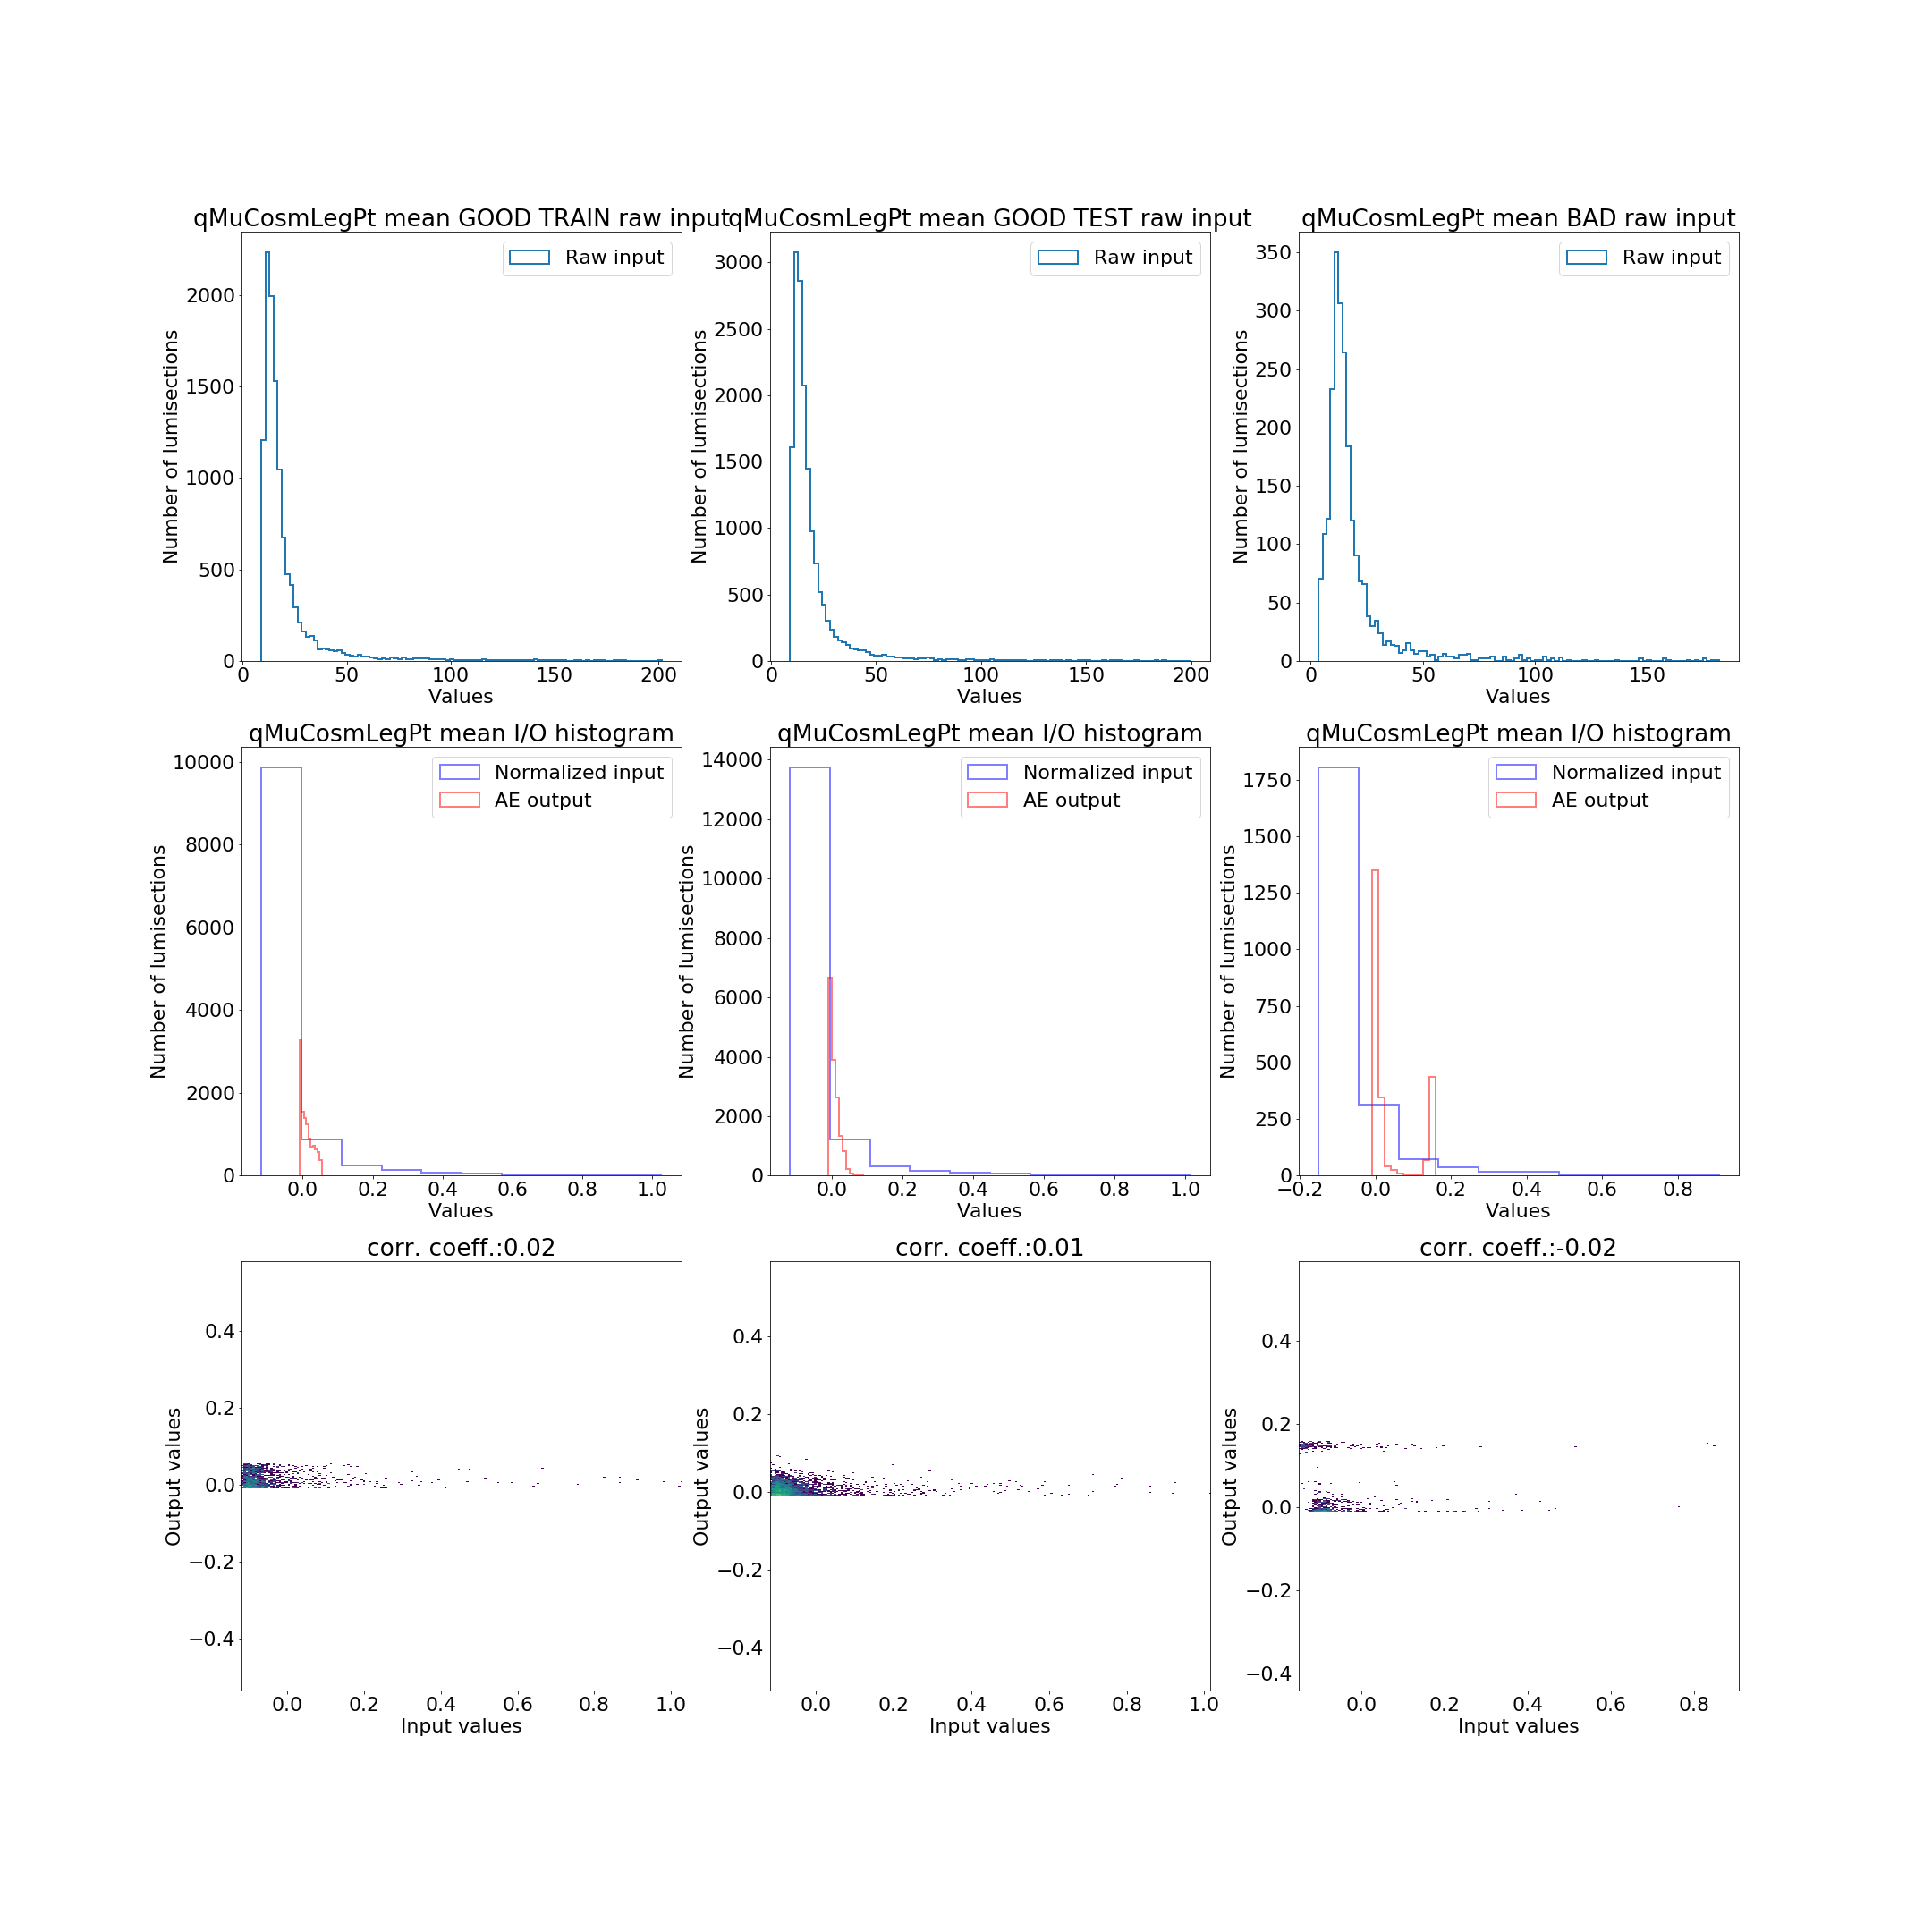 qMuCosmLegPt mean GOOD TRAIN raw input
Number of lumisections
2000
1500
1000
500
0
Raw input
0 50 100 150 200
Values
qMuCosmLegPt mean GOOD TEST raw input
Number of lumisections
3000
2500
2000
1500
1000
500
0
Raw input
0 50 100 150 200
Values
qMuCosmLegPt mean BAD raw input
Number of lumisections
350
300
250
200
150
100
50
0
Raw input
0 50 100 150
Values
qMuCosmLegPt mean I/O histogram
Number of lumisections
10000
8000
6000
4000
2000
0
Normalized input
AE output
0.0 0.2 0.4 0.6 0.8 1.0
Values
qMuCosmLegPt mean I/O histogram
Number of lumisections
14000
12000
10000
8000
6000
4000
2000
0
Normalized input
AE output
0.0 0.2 0.4 0.6 0.8 1.0
Values
qMuCosmLegPt mean I/O histogram
Number of lumisections
1750
1500
1250
1000
750
500
250
0
Normalized input
AE output
−0.2 0.0 0.2 0.4 0.6 0.8
Values
corr. coeff.:0.02
Output values
0.4
0.2
0.0
−0.2
−0.4
0.0 0.2 0.4 0.6 0.8 1.0
Input values
corr. coeff.:0.01
Output values
0.4
0.2
0.0
−0.2
−0.4
0.0 0.2 0.4 0.6 0.8 1.0
Input values
corr. coeff.:-0.02
Output values
0.4
0.2
0.0
−0.2
−0.4
0.0 0.2 0.4 0.6 0.8
Input values